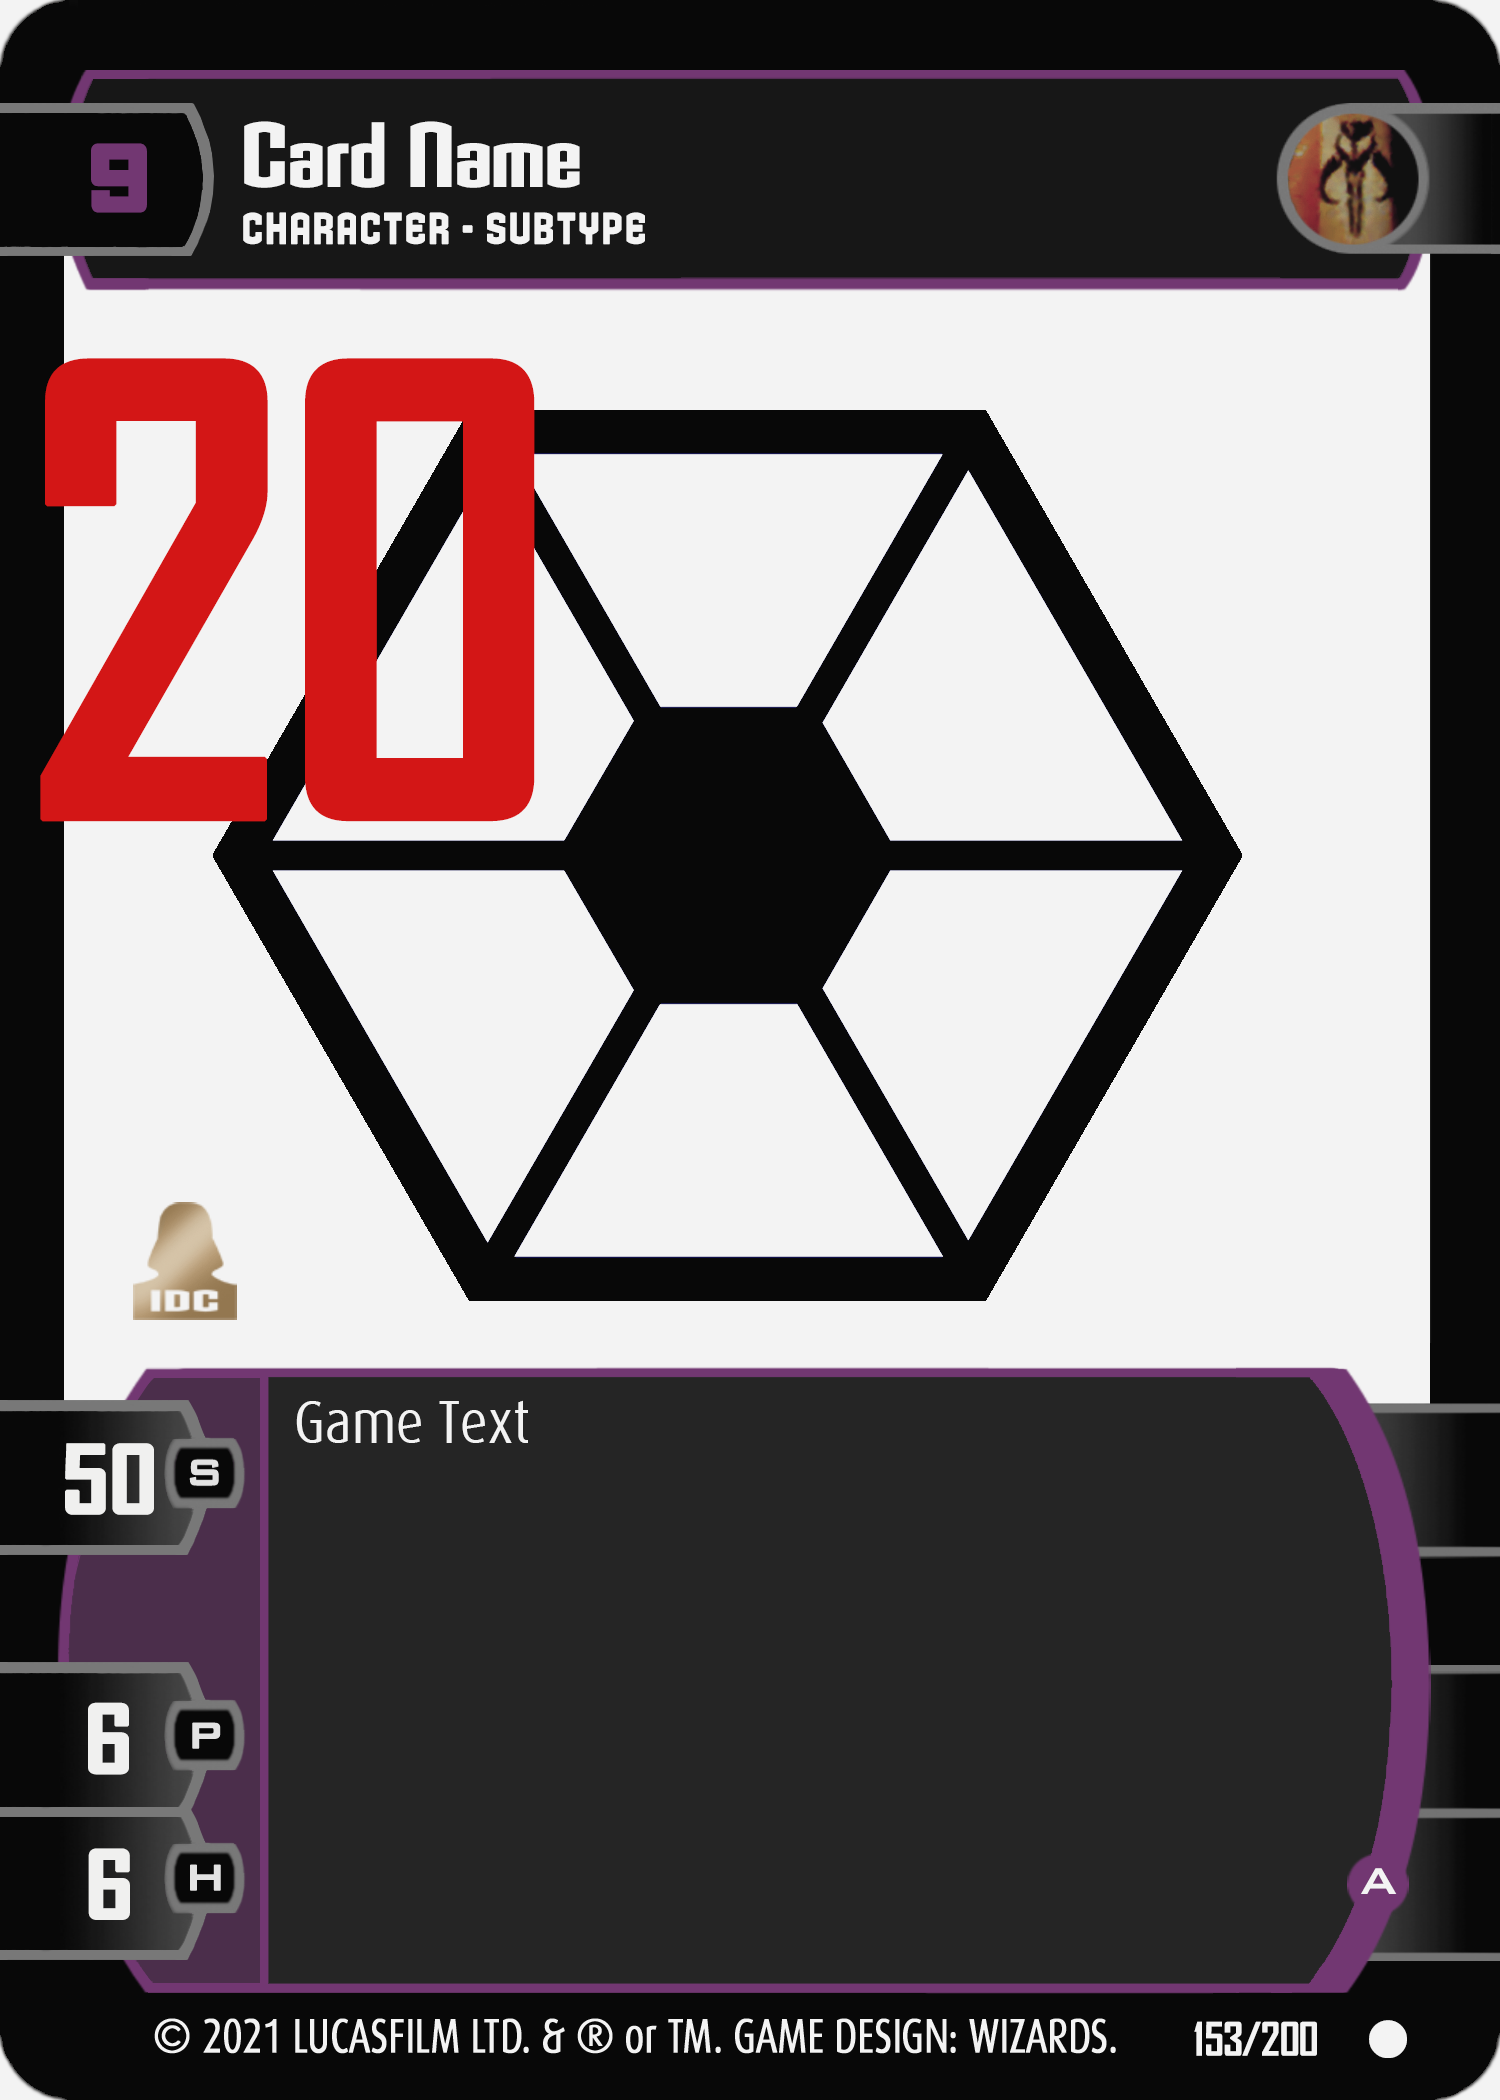 9
Card Name
CHARACTER - SUBTYPE
20
IDC
Game Text
50 S
6 P
6 H
A
© 2021 LUCASFILM LTD. & ® or TM. GAME DESIGN: WIZARDS.
153/200